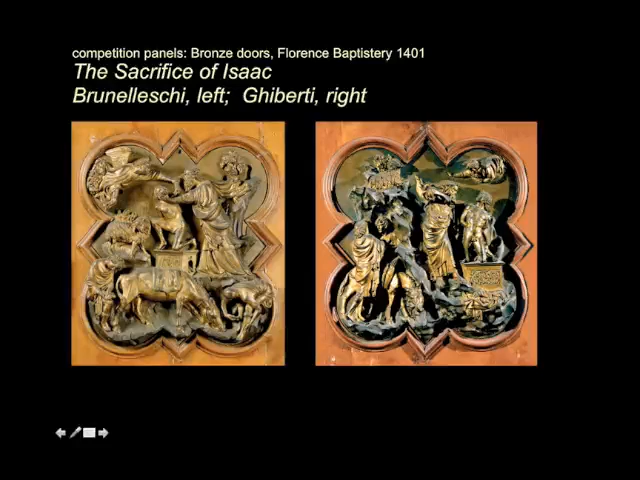 competition panels: Bronze doors, Florence Baptistery 1401
The Sacrifice of Isaac
Brunelleschi, left;  Ghiberti, right